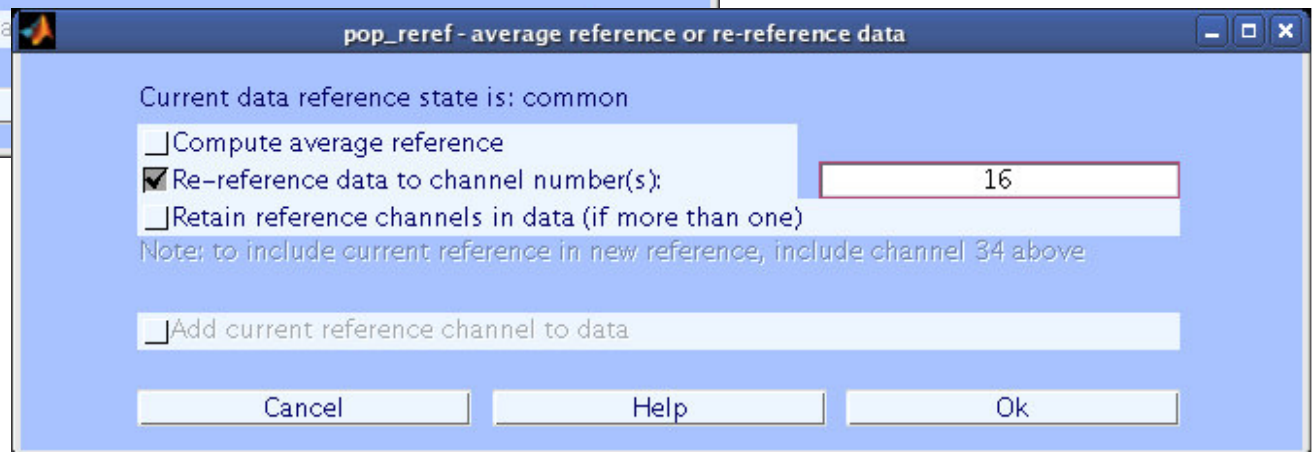 pop_reref - average reference or re-reference data
Current data reference state is: common
Compute average reference
Re-reference data to channel number(s): 16
Retain reference channels in data (if more than one)
Note: to include current reference in new reference, include channel 34 above
Add current reference channel to data
Cancel Help Ok